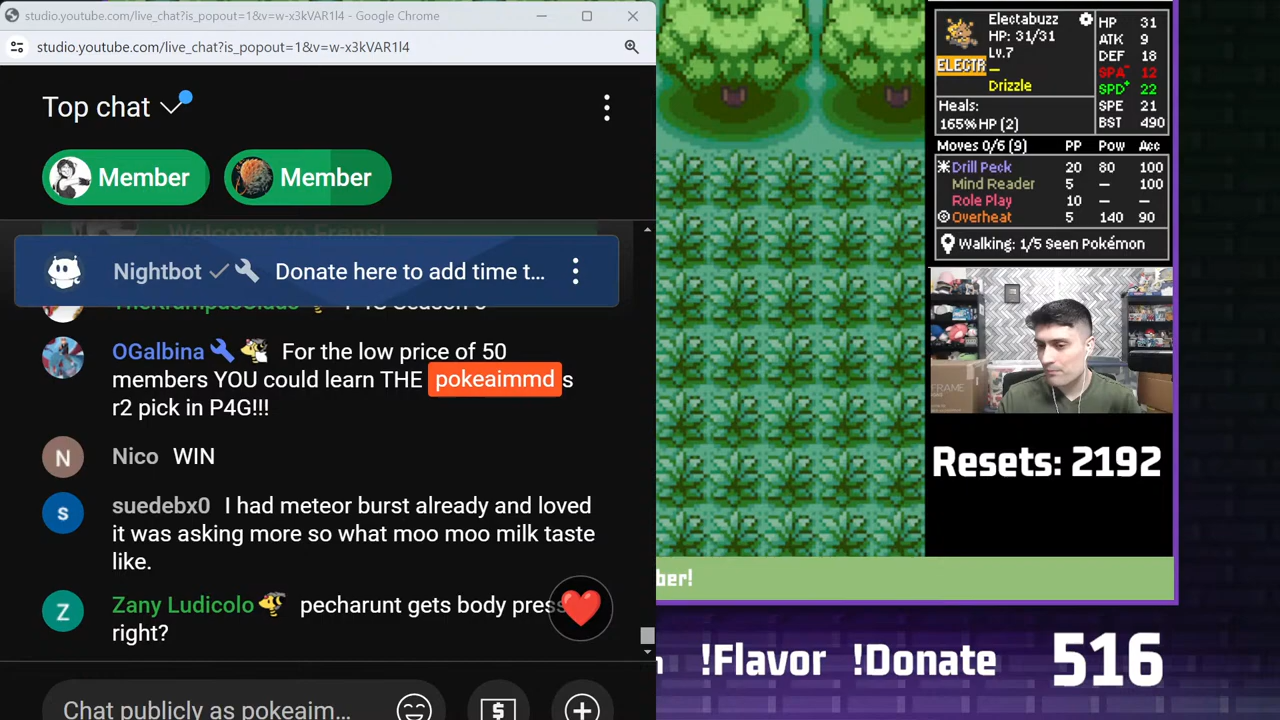 studio.youtube.com/live_chat?is_popout=1&v=w-x3kVAR1l4 - Google Chrome
studio.youtube.com/live_chat?is_popout=1&v=w-x3kVAR1l4
Top chat
Member
Member
Welcome to Frens!
Nightbot Donate here to add time t...
OGalbina For the low price of 50
members YOU could learn THE pokeaimmd s
r2 pick in P4G!!!
Nico WIN
suedebx0 I had meteor burst already and loved
it was asking more so what moo moo milk taste
like.
Zany Ludicolo pecharunt gets body press
right?
Chat publicly as pokeaim...
Electabuzz
HP: 31/31
Lv.7
—
ELECTR
Drizzle
Heals:
165% HP (2)
HP 31
ATK 9
DEF 18
SPA- 12
SPD+ 22
SPE 21
BST 490
Moves 0/6 (9) PP Pow Acc
Drill Peck 20 80 100
Mind Reader 5 — 100
Role Play 10 — —
Overheat 5 140 90
Walking: 1/5 Seen Pokémon
Resets: 2192
ber!
!Flavor !Donate 516